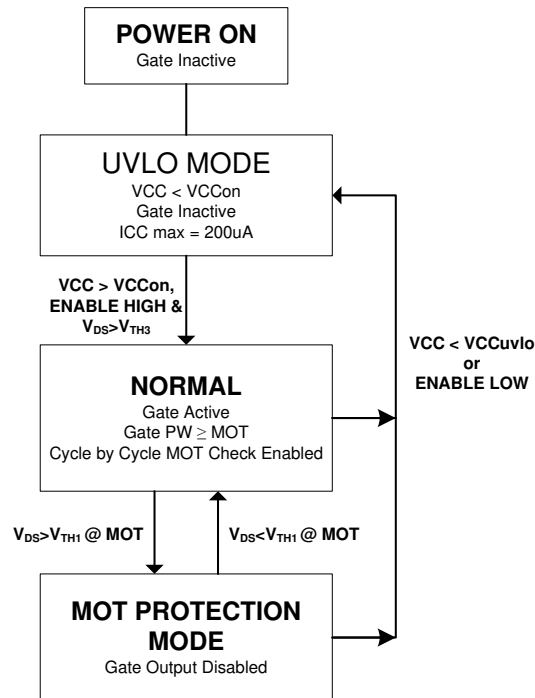 POWER ON
Gate Inactive
UVLO MODE
VCC < VCCon
Gate Inactive
ICC max = 200uA
VCC > VCCon,
ENABLE HIGH &
VDS>VTH3
VCC < VCCuvlo
or
ENABLE LOW
NORMAL
Gate Active
Gate PW ≥ MOT
Cycle by Cycle MOT Check Enabled
VDS>VTH1 @ MOT
VDS<VTH1 @ MOT
MOT PROTECTION
MODE
Gate Output Disabled